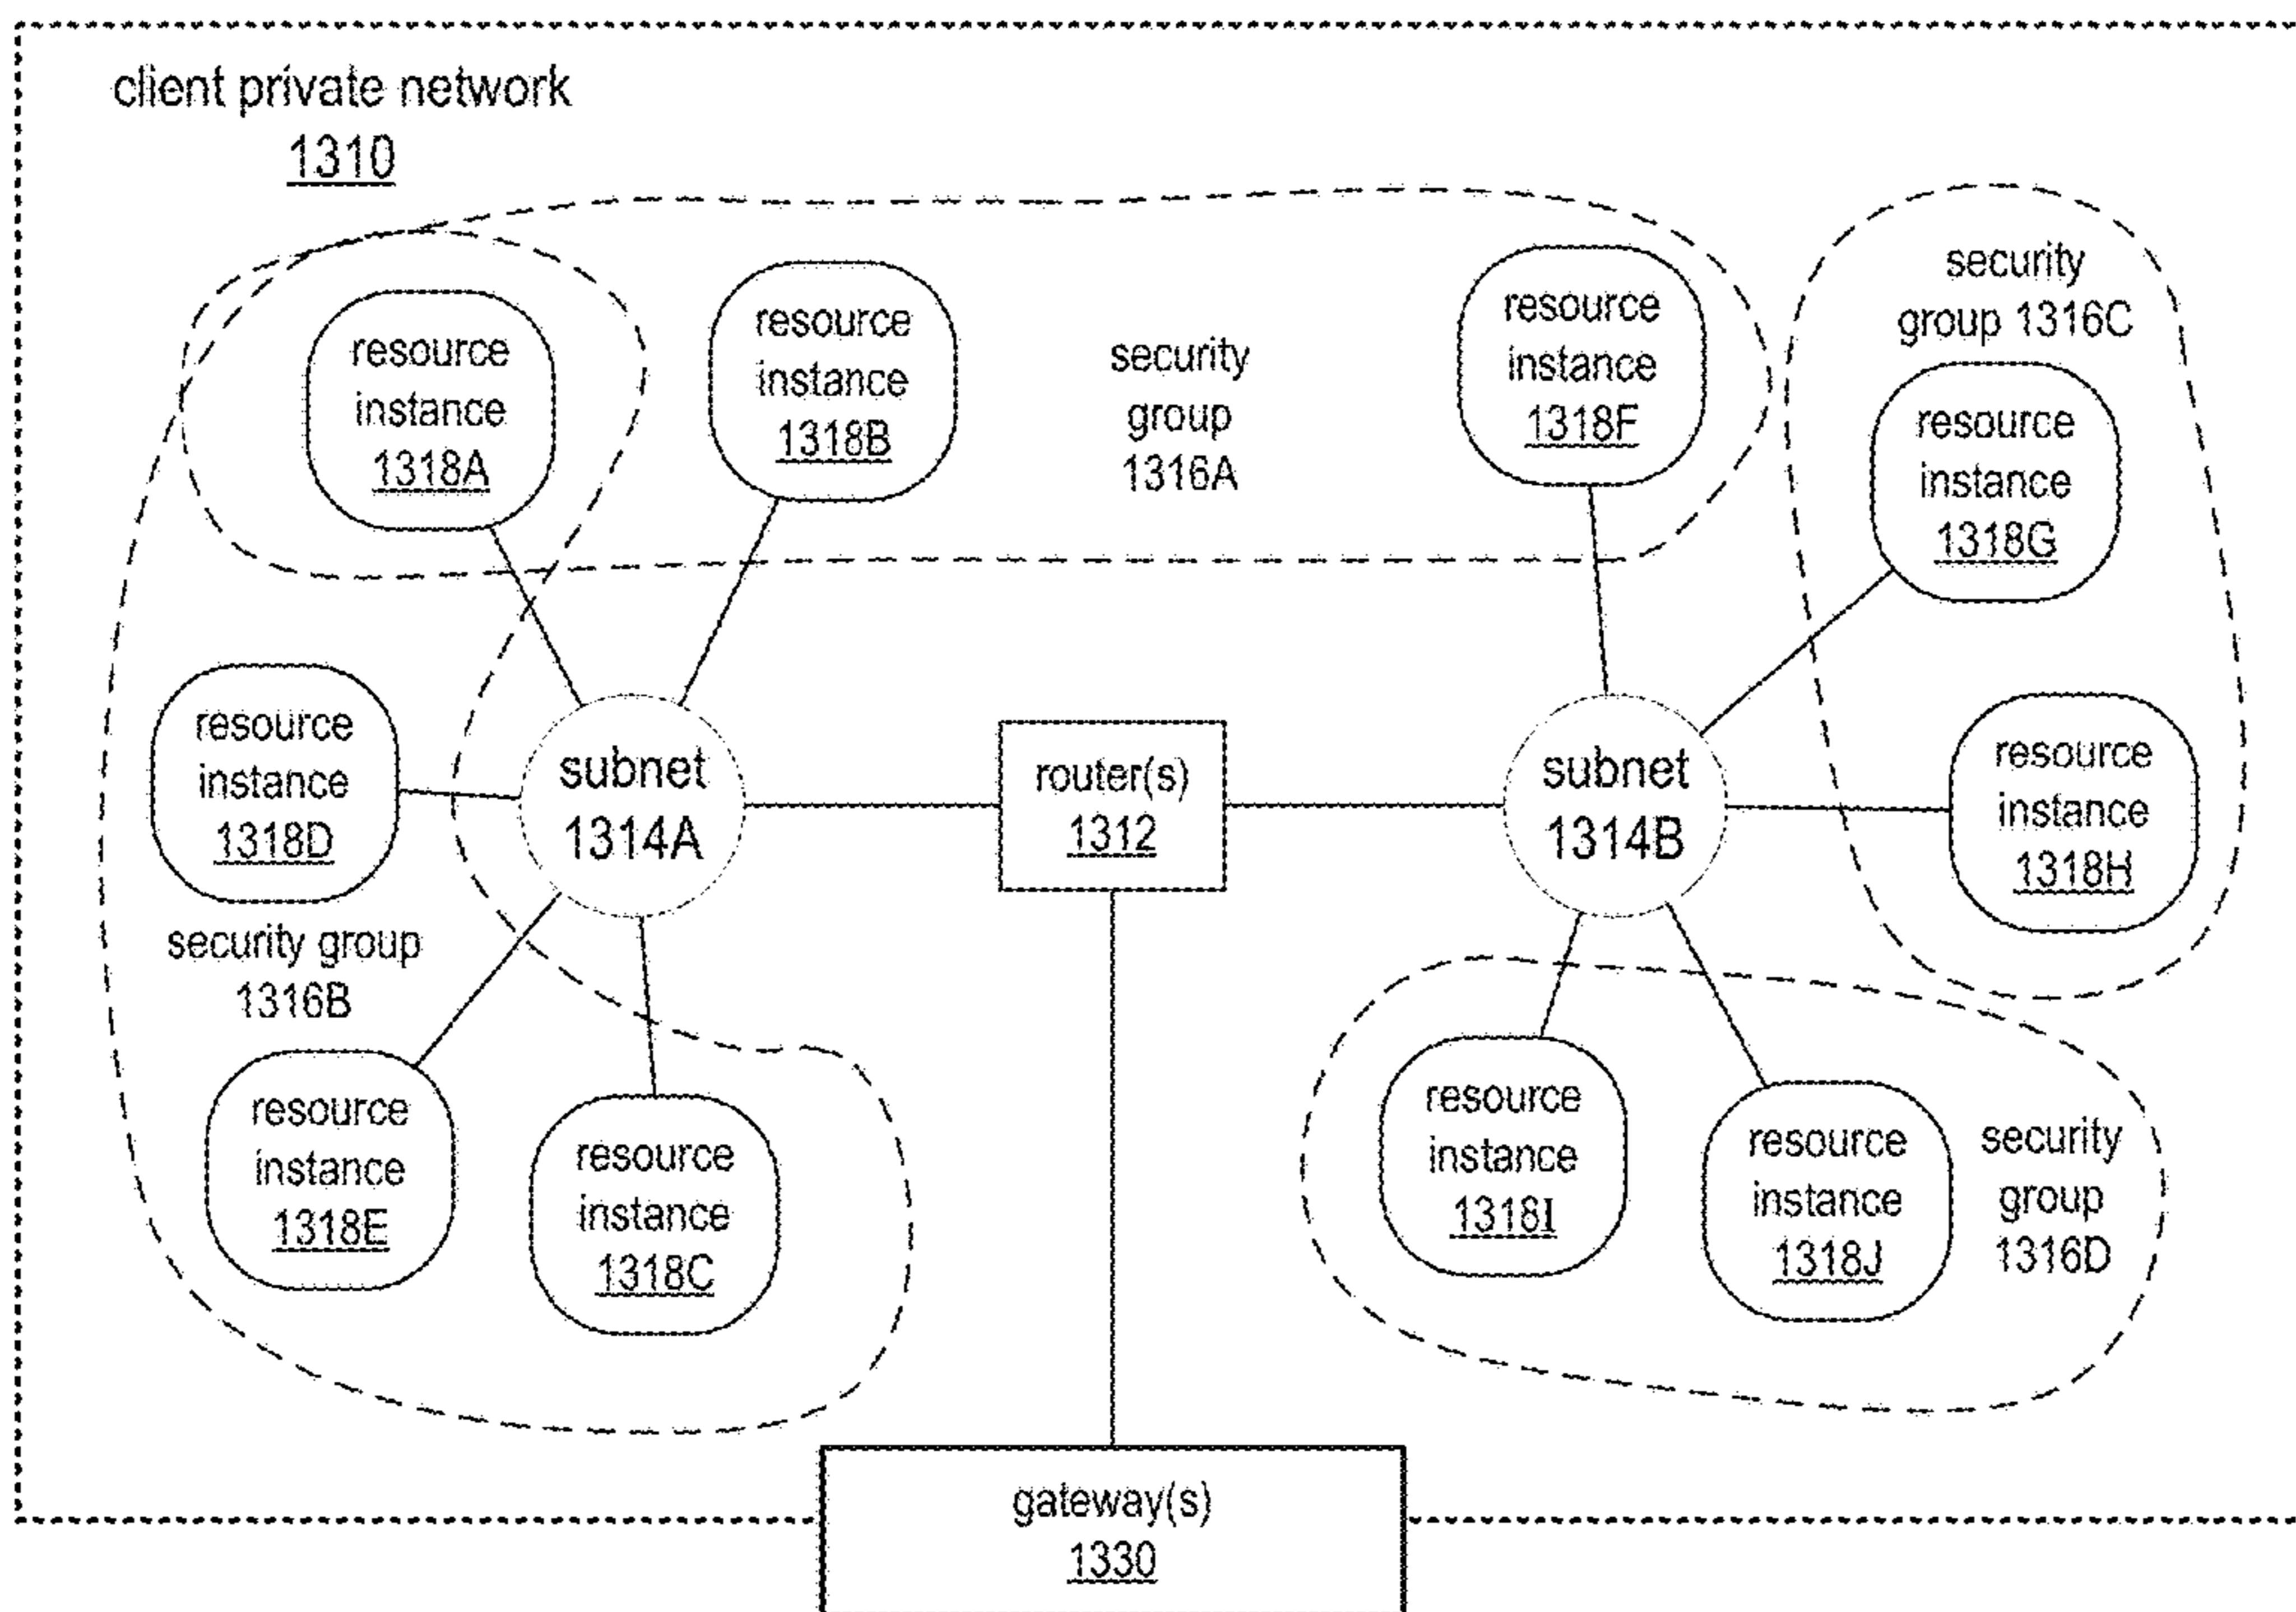 client private network
1310
resource
instance
1318A
resource
instance
1318B
security
group
1316A
resource
instance
1318F
security
group 1316C
resource
instance
1318G
resource
instance
1318D
subnet
1314A
router(s)
1312
subnet
1314B
resource
instance
1318H
security group
1316B
resource
instance
1318E
resource
instance
1318C
resource
instance
1318I
resource
instance
1318J
security
group
1316D
gateway(s)
1330